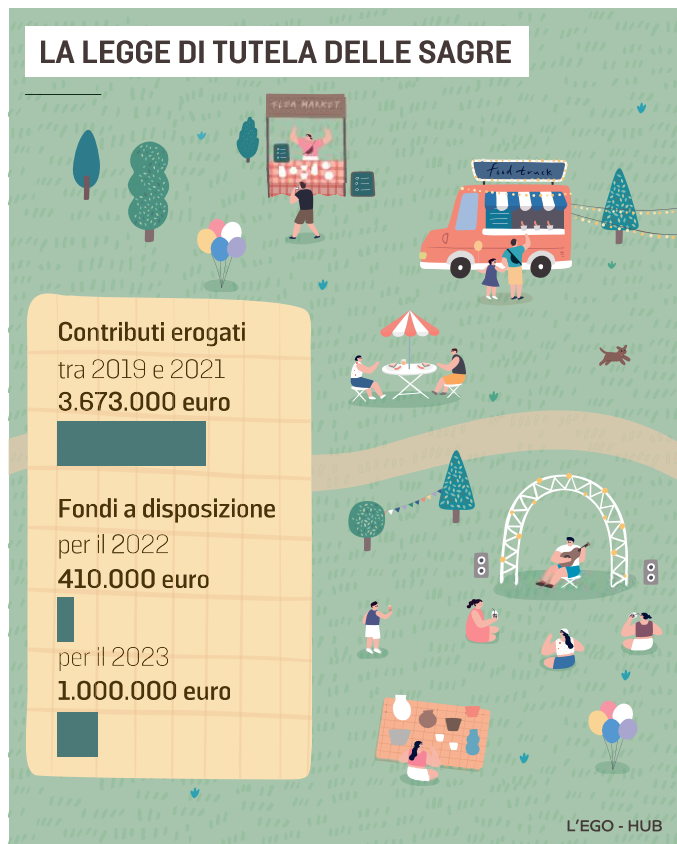 LA LEGGE DI TUTELA DELLE SAGRE
FLOA MARKET
food truck
Contributi erogati
tra 2019 e 2021
3.673.000 euro
Fondi a disposizione
per il 2022
410.000 euro
per il 2023
1.000.000 euro
L'EGO - HUB